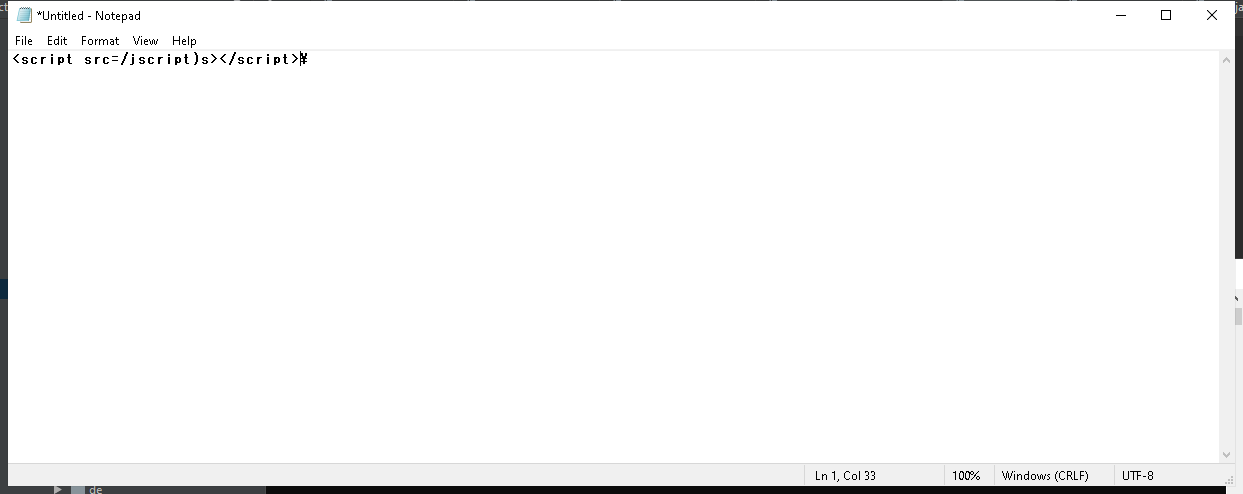 *Untitled - Notepad
File Edit Format View Help
<script src=/jscript)s></script>¥
Ln 1, Col 33 100% Windows (CRLF) UTF-8
de